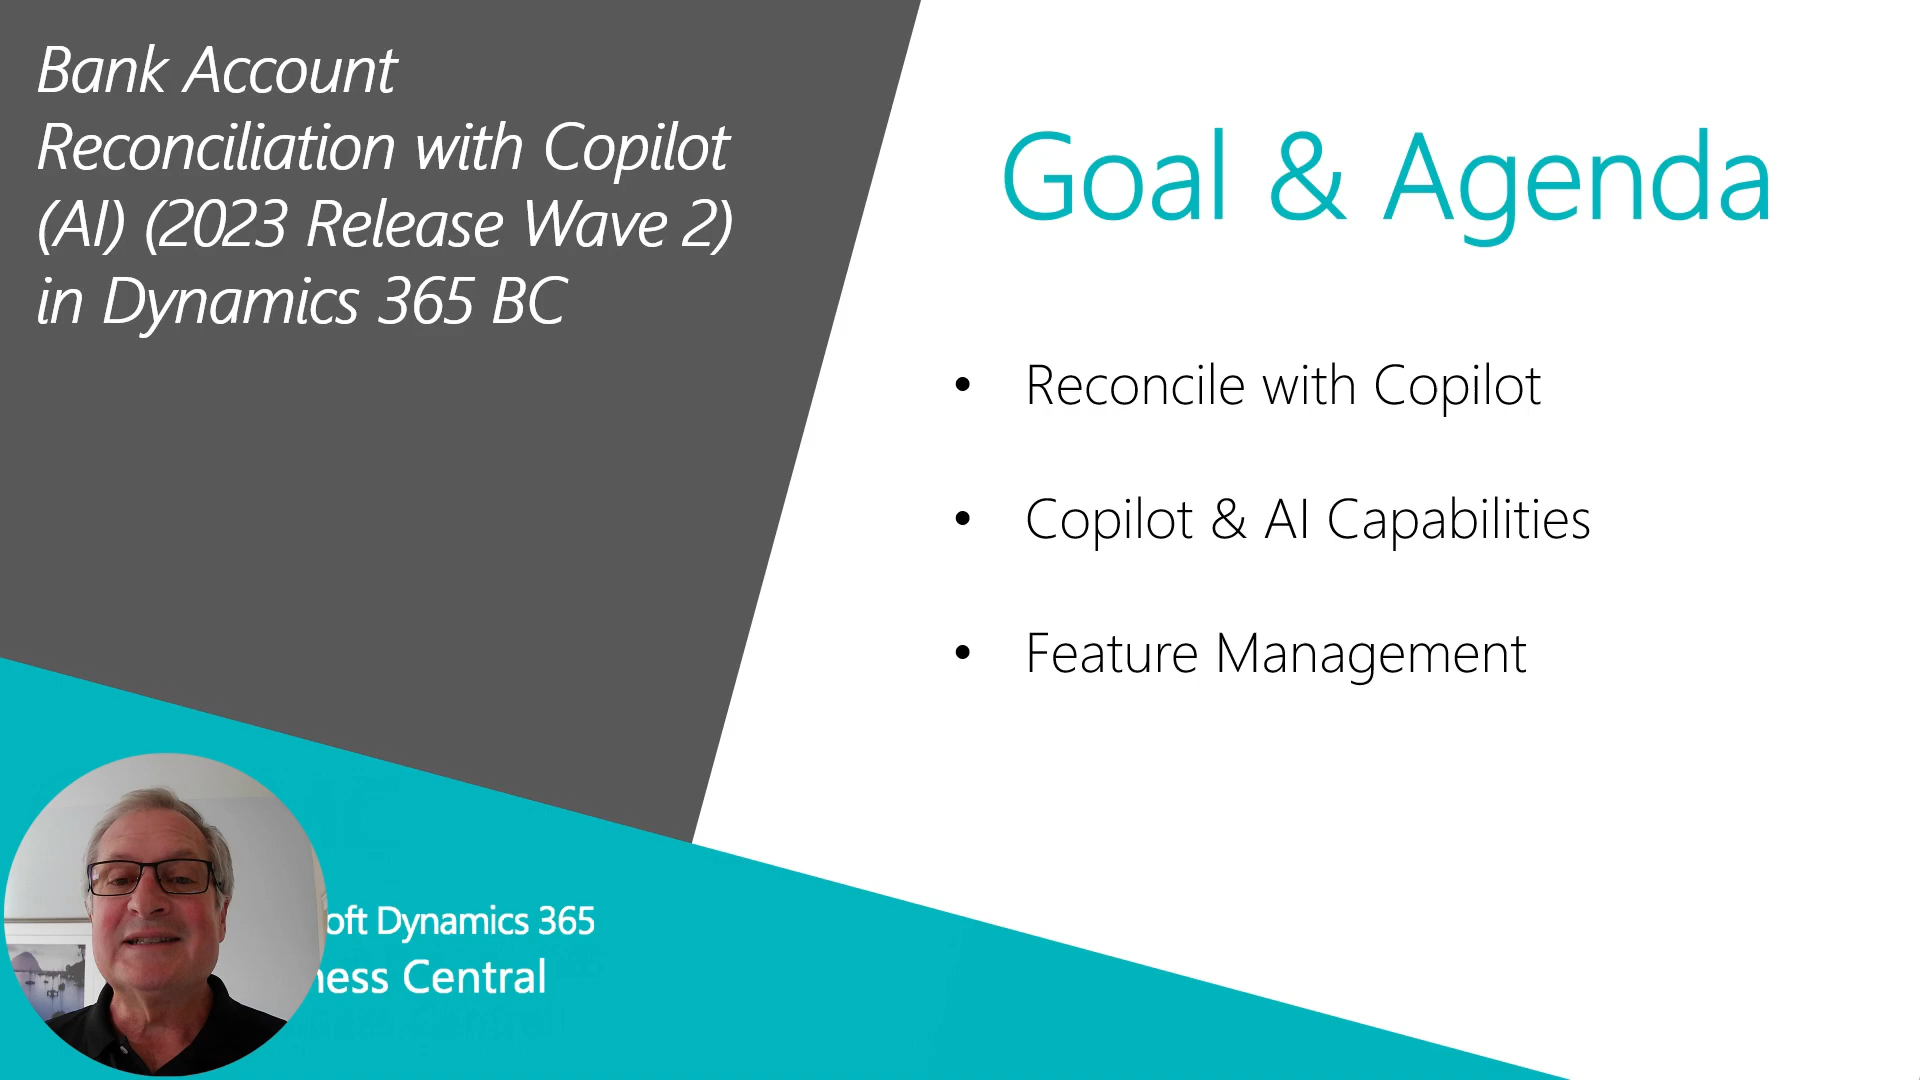 Bank Account
Reconciliation with Copilot
(AI) (2023 Release Wave 2)
in Dynamics 365 BC
Goal & Agenda
• Reconcile with Copilot
• Copilot & AI Capabilities
• Feature Management
oft Dynamics 365
ness Central